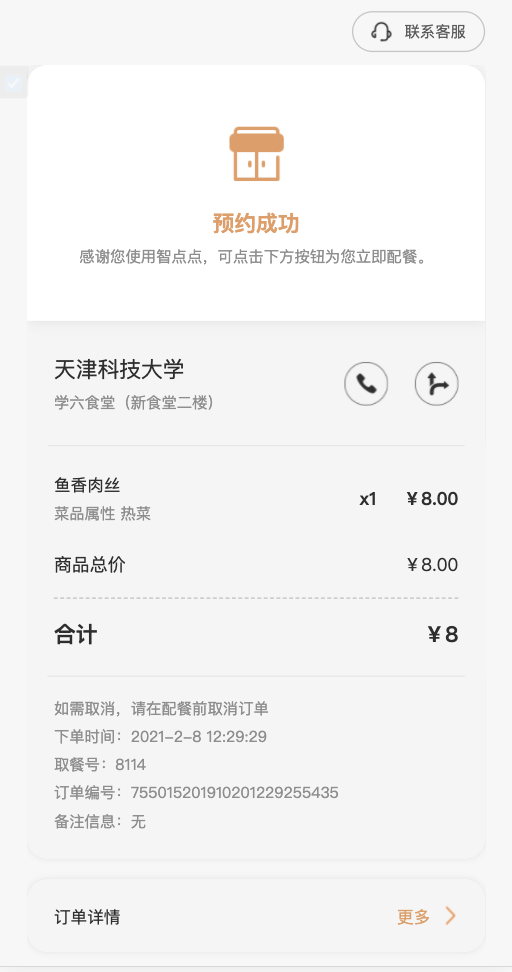 联系客服
预约成功
感谢您使用智点点，可点击下方按钮为您立即配餐。
天津科技大学
学六食堂（新食堂二楼）
鱼香肉丝
菜品属性 热菜
x1 ¥8.00
商品总价 ¥8.00
合计 ¥8
如需取消，请在配餐前取消订单
下单时间：2021-2-8 12:29:29
取餐号：8114
订单编号：755015201910201229255435
备注信息：无
订单详情 更多